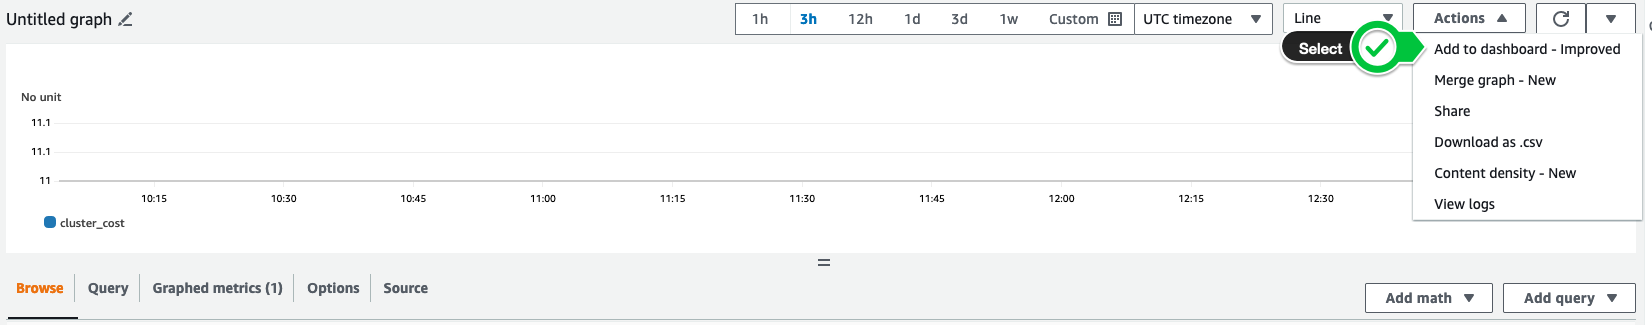 Untitled graph
1h 3h 12h 1d 3d 1w Custom UTC timezone Line Actions
Select
Add to dashboard - Improved
Merge graph - New
Share
Download as .csv
Content density - New
View logs
No unit
11.1
11.1
11
10:15 10:30 10:45 11:00 11:15 11:30 11:45 12:00 12:15 12:30
cluster_cost
Browse Query Graphed metrics (1) Options Source
Add math Add query